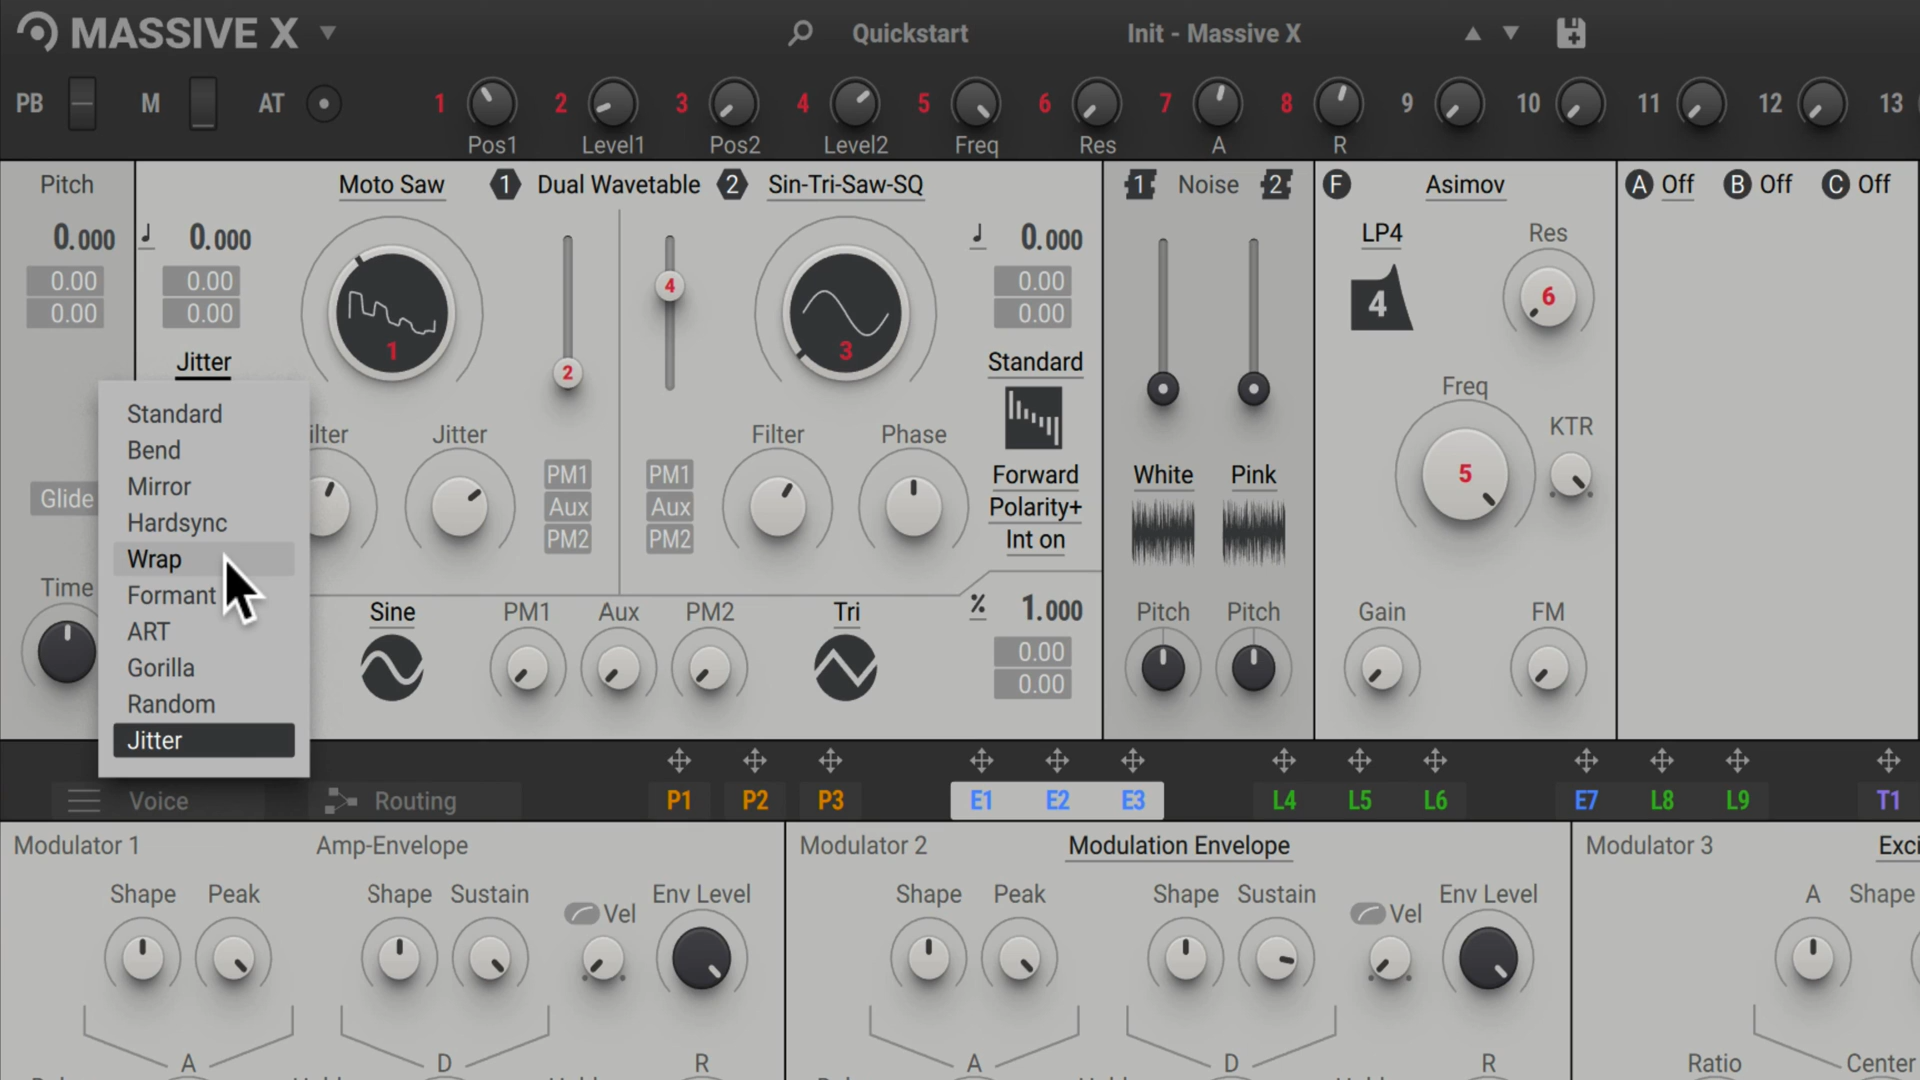 MASSIVE X
Quickstart
Init - Massive X
PB M AT 1 2 3 4 5 6 7 8 9 10 11 12 13
Pos1 Level1 Pos2 Level2 Freq Res A R
Pitch Moto Saw 1 Dual Wavetable 2 Sin-Tri-Saw-SQ 1 Noise 2 F Asimov A Off B Off C Off
0.000 0.000 0.000 LP4 Res
0.00 0.00 0.00
0.00 0.00 0.00
4 6
1 2 4 3
Jitter Standard
Freq
Standard
Bend
Mirror
Hardsync
Wrap
Formant
ART
Gorilla
Random
Jitter
ilter Jitter Filter Phase KTR
PM1 PM1 Forward White Pink 5
Glide Aux Aux Polarity+
PM2 PM2 Int on
Time Sine PM1 Aux PM2 Tri % 1.000 Pitch Pitch Gain FM
0.00
0.00
Voice Routing P1 P2 P3 E1 E2 E3 L4 L5 L6 E7 L8 L9 T1
Modulator 1 Amp-Envelope Modulator 2 Modulation Envelope Modulator 3 Exci
Shape Peak Shape Sustain Vel Env Level Shape Peak Shape Sustain Vel Env Level A Shape
A D R A D R Ratio Center